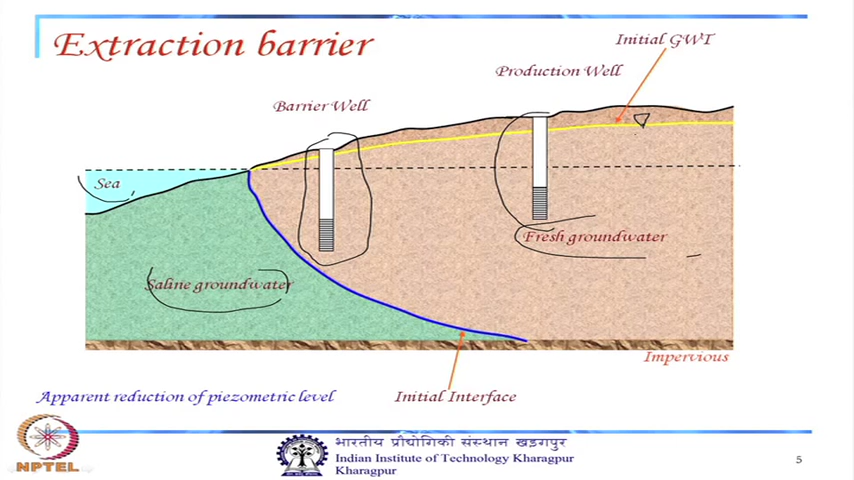 Extraction barrier
Initial GWT
Production Well
Barrier Well
Sea
Fresh groundwater
Saline groundwater
Impervious
Apparent reduction of piezometric level
Initial Interface
NPTEL
भारतीय प्रौद्योगिकी संस्थान खड़गपुर
Indian Institute of Technology Kharagpur
Kharagpur
5